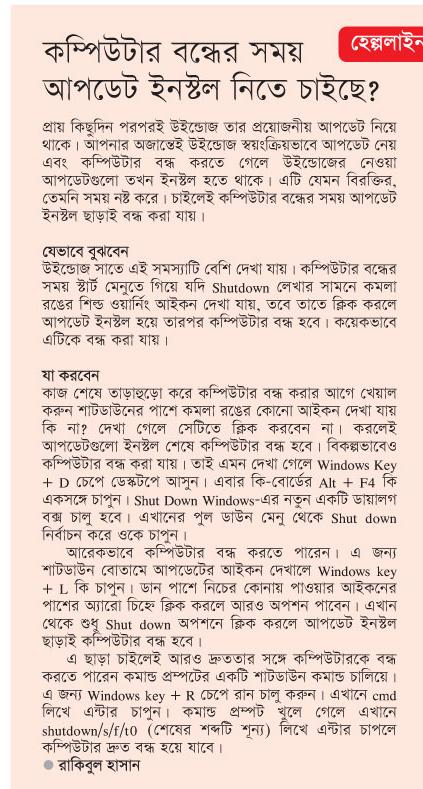 হেল্পলাইন
কম্পিউটার বন্ধের সময়
আপডেট ইনস্টল নিতে চাইছে?
প্রায় কিছুদিন পরপরই উইন্ডোজ তার প্রয়োজনীয় আপডেট নিয়ে
থাকে। আপনার অজান্তেই উইন্ডোজ স্বয়ংক্রিয়ভাবে আপডেট নেয়
এবং কম্পিউটার বন্ধ করতে গেলে উইন্ডোজের নেওয়া
আপডেটগুলো তখন ইনস্টল হতে থাকে। এটি যেমন বিরক্তির,
তেমনি সময় নষ্ট করে। চাইলেই কম্পিউটার বন্ধের সময় আপডেট
ইনস্টল ছাড়াই বন্ধ করা যায়।
যেভাবে বুঝবেন
উইন্ডোজ সাতে এই সমস্যাটি বেশি দেখা যায়। কম্পিউটার বন্ধের
সময় স্টার্ট মেনুতে গিয়ে যদি Shutdown লেখার সামনে কমলা
রঙের শিল্ড ওয়ার্নিং আইকন দেখা যায়, তবে তাতে ক্লিক করলে
আপডেট ইনস্টল হয়ে তারপর কম্পিউটার বন্ধ হবে। কয়েকভাবে
এটিকে বন্ধ করা যায়।
যা করবেন
কাজ শেষে তাড়াহুড়ো করে কম্পিউটার বন্ধ করার আগে খেয়াল
করুন শাটডাউনের পাশে কমলা রঙের কোনো আইকন দেখা যায়
কি না? দেখা গেলে সেটিতে ক্লিক করবেন না। করলেই
আপডেটগুলো ইনস্টল শেষে কম্পিউটার বন্ধ হবে। বিকল্পভাবেও
কম্পিউটার বন্ধ করা যায়। তাই এমন দেখা গেলে Windows Key
+ D চেপে ডেস্কটপে আসুন। এবার কি-বোর্ডের Alt + F4 কি
একসঙ্গে চাপুন। Shut Down Windows-এর নতুন একটি ডায়ালগ
বক্স চালু হবে। এখানের পুল ডাউন মেনু থেকে Shut down
নির্বাচন করে ওকে চাপুন।
আরেকভাবে কম্পিউটার বন্ধ করতে পারেন। এ জন্য
শাটডাউন বোতামে আপডেটের আইকন দেখালে Windows key
+ L কি চাপুন। ডান পাশে নিচের কোনায় পাওয়ার আইকনের
পাশের অ্যারো চিহ্নে ক্লিক করলে আরও অপশন পাবেন। এখান
থেকে শুধু Shut down অপশনে ক্লিক করলে আপডেট ইনস্টল
ছাড়াই কম্পিউটার বন্ধ হবে।
এ ছাড়া চাইলেই আরও দ্রুততার সঙ্গে কম্পিউটারকে বন্ধ
করতে পারেন কমান্ড প্রম্পটের একটি শাটডাউন কমান্ড চালিয়ে।
এ জন্য Windows key + R চেপে রান চালু করুন। এখানে cmd
লিখে এন্টার চাপুন। কমান্ড প্রম্পট খুলে গেলে এখানে
shutdown/s/f/t0 (শেষের শব্দটি শূন্য) লিখে এন্টার চাপলে
কম্পিউটার দ্রুত বন্ধ হয়ে যাবে।
● রাকিবুল হাসান